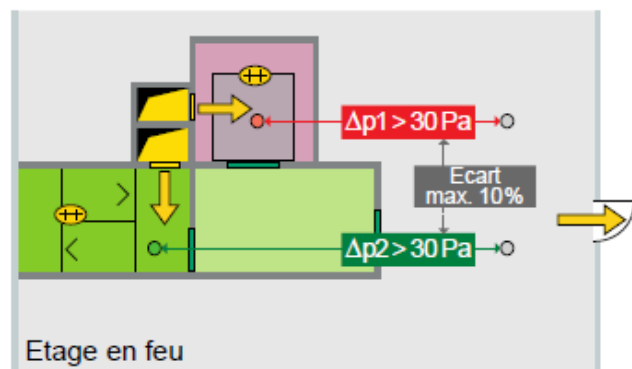 Δp1 > 30 Pa
Ecart
max. 10%
Δp2 > 30 Pa
Etage en feu